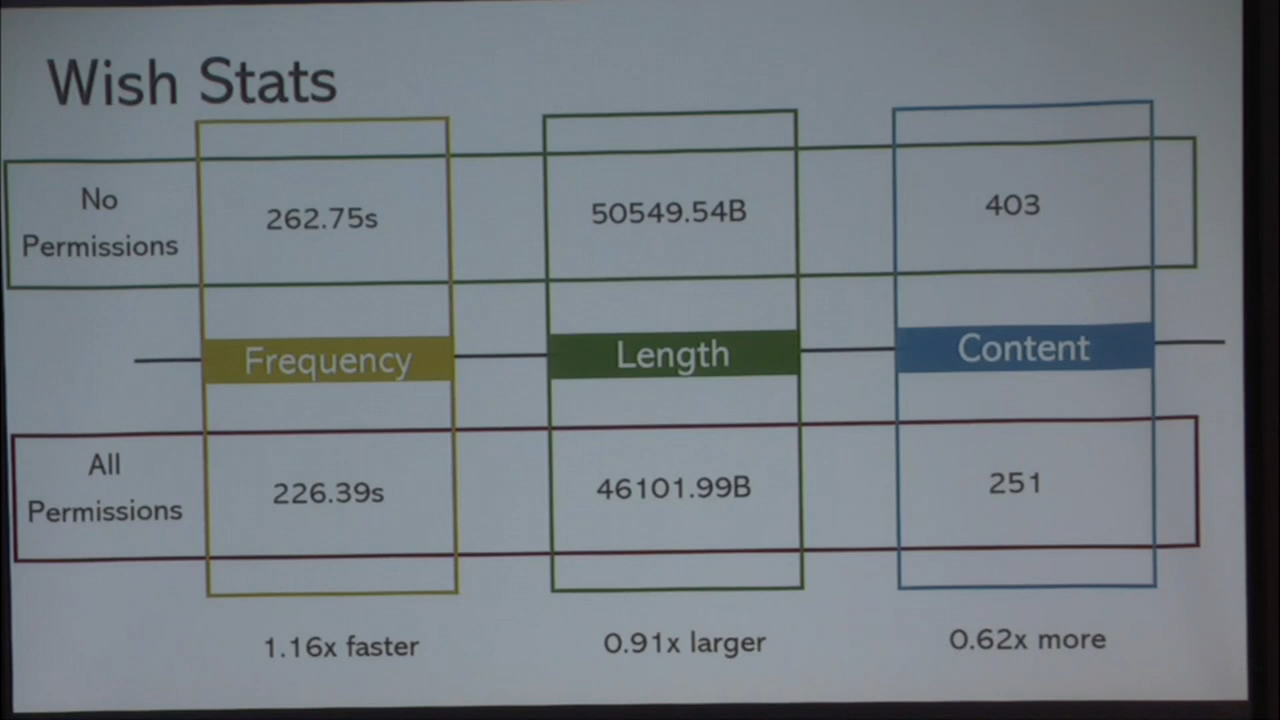 Wish Stats
No
Permissions
262.75s
50549.54B
403
Frequency
Length
Content
All
Permissions
226.39s
46101.99B
251
1.16x faster
0.91x larger
0.62x more